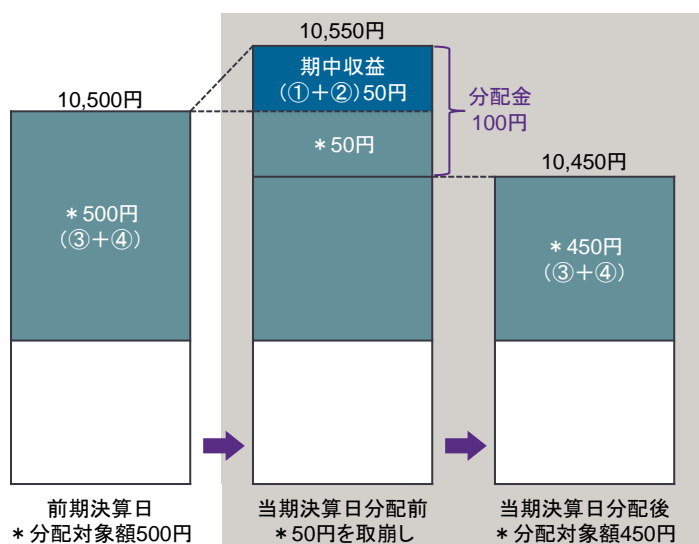 10,500円
＊500円
（③＋④）
前期決算日
＊分配対象額500円
10,550円
期中収益
（①＋②）50円
＊50円
分配金
100円
当期決算日分配前
＊50円を取崩し
10,450円
＊450円
（③＋④）
当期決算日分配後
＊分配対象額450円